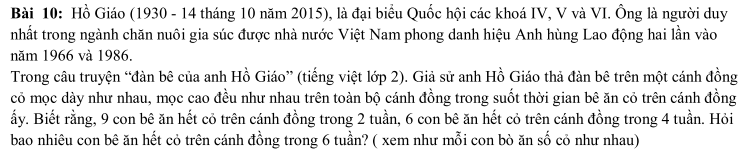 Bài 10: Hồ Giáo (1930 - 14 tháng 10 năm 2015), là đại biểu Quốc hội các khoá IV, V và VI. Ông là người duy
nhất trong ngành chăn nuôi gia súc được nhà nước Việt Nam phong danh hiệu Anh hùng Lao động hai lần vào
năm 1966 và 1986.
Trong câu truyện “đàn bê của anh Hồ Giáo” (tiếng việt lớp 2). Giả sử anh Hồ Giáo thả đàn bê trên một cánh đồng
cỏ mọc dày như nhau, mọc cao đều như nhau trên toàn bộ cánh đồng trong suốt thời gian bê ăn cỏ trên cánh đồng
ấy. Biết rằng, 9 con bê ăn hết cỏ trên cánh đồng trong 2 tuần, 6 con bê ăn hết cỏ trên cánh đồng trong 4 tuần. Hỏi
bao nhiêu con bê ăn hết cỏ trên cánh đồng trong 6 tuần? ( xem như mỗi con bò ăn số cỏ như nhau)